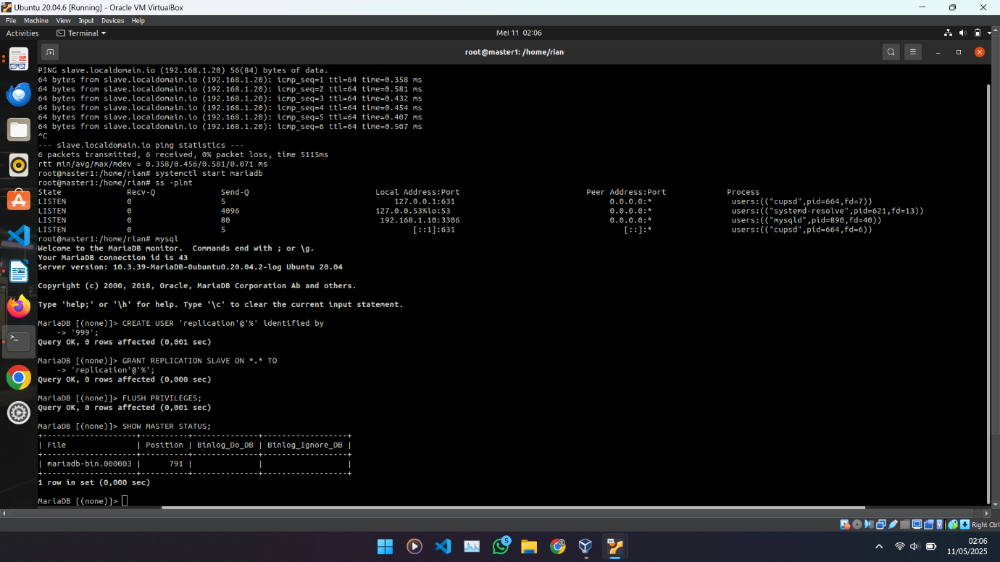 Ubuntu 20.04.6 [Running] - Oracle VM VirtualBox
File Machine View Input Devices Help
Activities Terminal Mei 11 02:06
root@master1: /home/rian
PING slave.localdomain.io (192.168.1.20) 56(84) bytes of data.
64 bytes from slave.localdomain.io (192.168.1.20): icmp_seq=1 ttl=64 time=0.358 ms
64 bytes from slave.localdomain.io (192.168.1.20): icmp_seq=2 ttl=64 time=0.581 ms
64 bytes from slave.localdomain.io (192.168.1.20): icmp_seq=3 ttl=64 time=0.432 ms
64 bytes from slave.localdomain.io (192.168.1.20): icmp_seq=4 ttl=64 time=0.454 ms
64 bytes from slave.localdomain.io (192.168.1.20): icmp_seq=5 ttl=64 time=0.407 ms
64 bytes from slave.localdomain.io (192.168.1.20): icmp_seq=6 ttl=64 time=0.507 ms
^C
--- slave.localdomain.io ping statistics ---
6 packets transmitted, 6 received, 0% packet loss, time 5115ms
rtt min/avg/max/mdev = 0.358/0.456/0.581/0.071 ms
root@master1:/home/rian# systemctl start mariadb
root@master1:/home/rian# ss -plnt
State Recv-Q Send-Q Local Address:Port Peer Address:Port Process
LISTEN 0 5 127.0.0.1:631 0.0.0.0:* users:(("cupsd",pid=664,fd=7))
LISTEN 0 4096 127.0.0.53%lo:53 0.0.0.0:* users:(("systemd-resolve",pid=621,fd=13))
LISTEN 0 80 192.168.1.10:3306 0.0.0.0:* users:(("mysqld",pid=890,fd=40))
LISTEN 0 5 [::1]:631 [::]:* users:(("cupsd",pid=664,fd=6))
root@master1:/home/rian# mysql
Welcome to the MariaDB monitor.  Commands end with ; or \g.
Your MariaDB connection id is 43
Server version: 10.3.39-MariaDB-0ubuntu0.20.04.2-log Ubuntu 20.04
Copyright (c) 2000, 2018, Oracle, MariaDB Corporation Ab and others.
Type 'help;' or '\h' for help. Type '\c' to clear the current input statement.
MariaDB [(none)]> CREATE USER 'replication'@'%' identified by
-> '999';
Query OK, 0 rows affected (0,001 sec)
MariaDB [(none)]> GRANT REPLICATION SLAVE ON *.* TO
-> 'replication'@'%';
Query OK, 0 rows affected (0,000 sec)
MariaDB [(none)]> FLUSH PRIVILEGES;
Query OK, 0 rows affected (0,001 sec)
MariaDB [(none)]> SHOW MASTER STATUS;
+--------------------+----------+--------------+------------------+
| File | Position | Binlog_Do_DB | Binlog_Ignore_DB |
+--------------------+----------+--------------+------------------+
| mariadb-bin.000003 | 791 | | |
+--------------------+----------+--------------+------------------+
1 row in set (0,000 sec)
MariaDB [(none)]>
Right Ctrl
5
02:06
11/05/2025